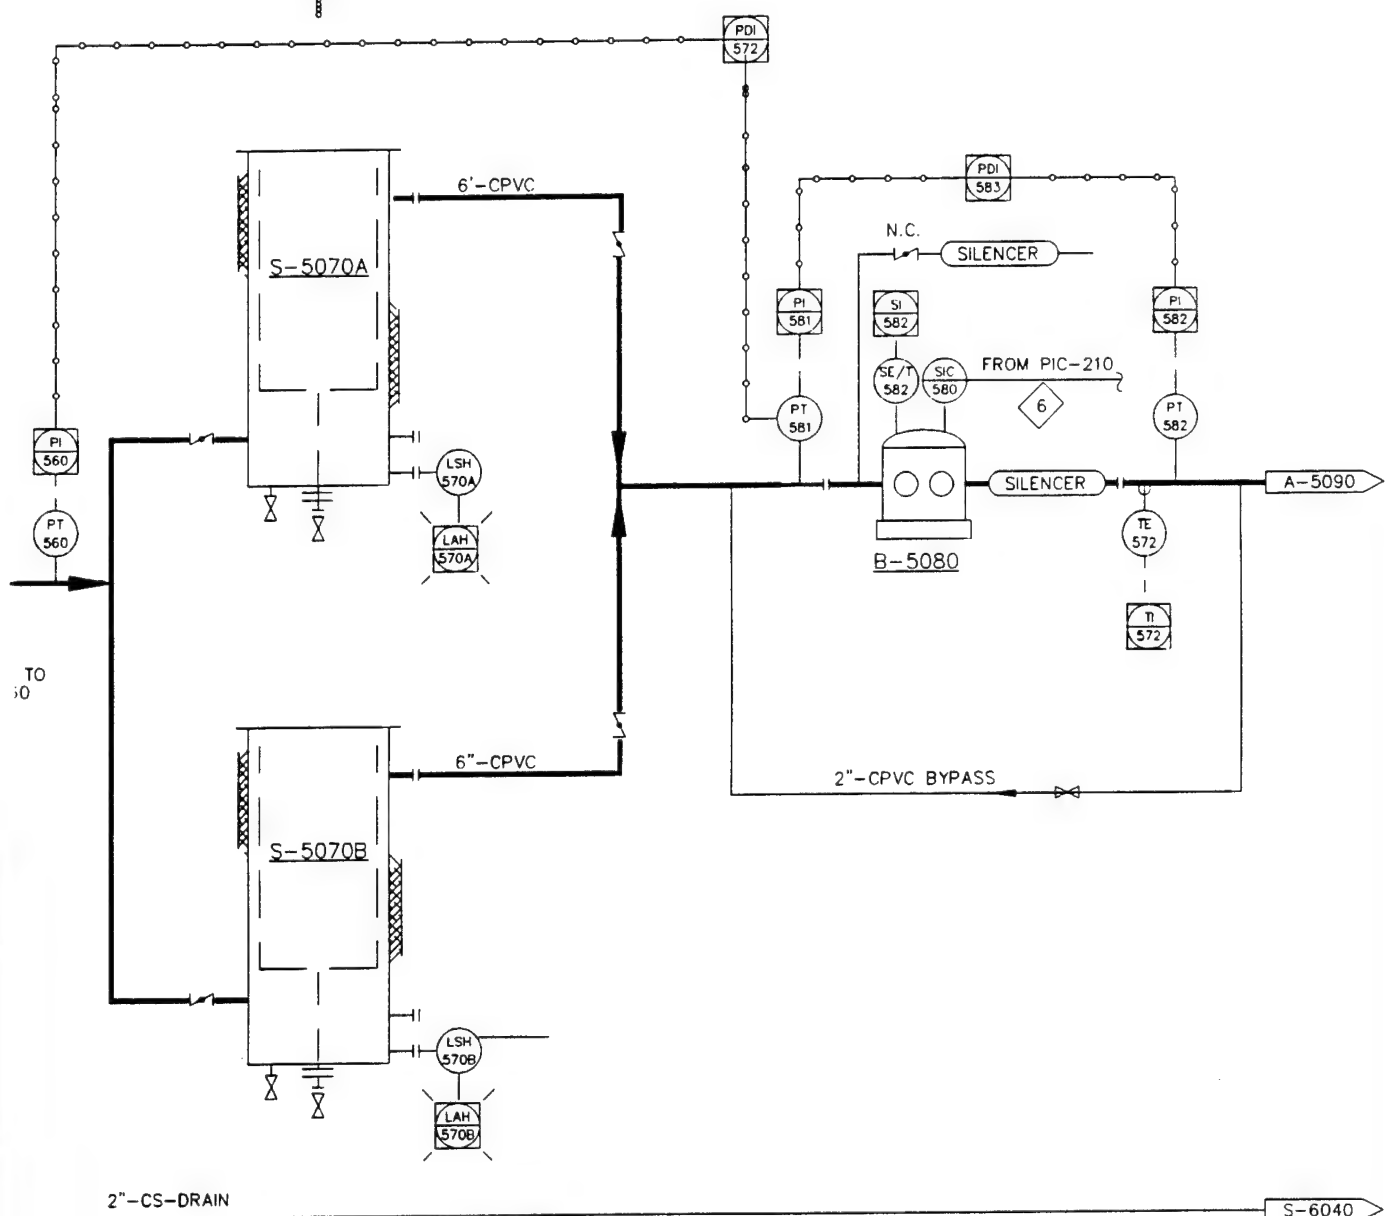 PDI
572
6'-CPVC
PDI
583
N.C.
SILENCER
S-5070A
PI
581
SI
582
PI
582
FROM PIC-210
SE/T
582
SIC
580
6
PT
581
PT
582
PI
560
LSH
570A
SILENCER
A-5090
PT
560
LAH
570A
TE
572
B-5080
TI
572
TO
6"-CPVC
2"-CPVC BYPASS
S-5070B
LSH
570B
LAH
570B
2"-CS-DRAIN
S-6040